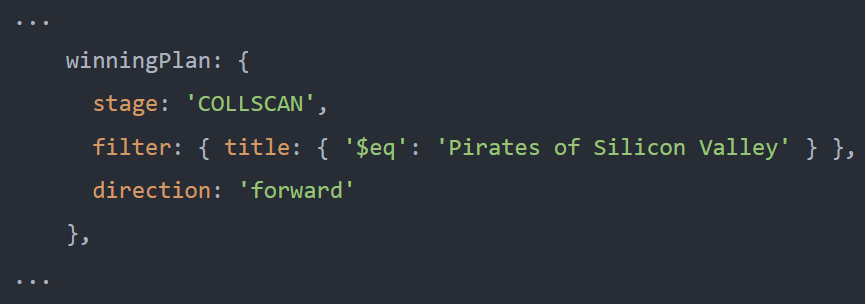 ...
winningPlan: {
stage: 'COLLSCAN',
filter: { title: { '$eq': 'Pirates of Silicon Valley' } },
direction: 'forward'
},
...